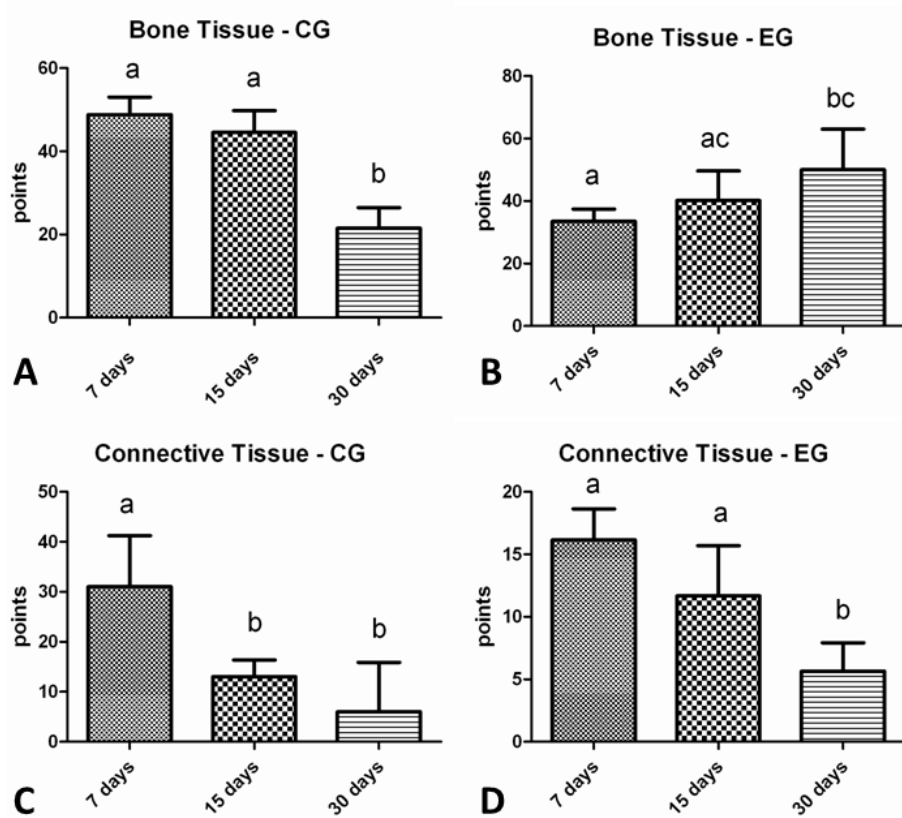 Bone Tissue - CG
60
40
20
0
points
a
a
b
7 days
15 days
30 days
A
Bone Tissue - EG
80
60
40
20
0
points
a
ac
bc
7 days
15 days
30 days
B
Connective Tissue - CG
50
40
30
20
10
0
points
a
b
b
7 days
15 days
30 days
C
Connective Tissue - EG
20
15
10
5
0
points
a
a
b
7 days
15 days
30 days
D